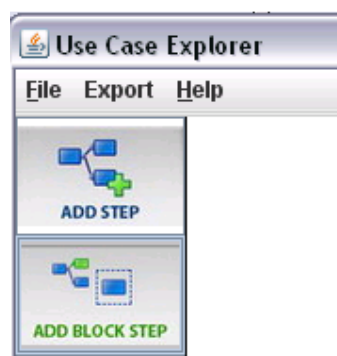 Use Case Explorer
File Export Help
ADD STEP
ADD BLOCK STEP